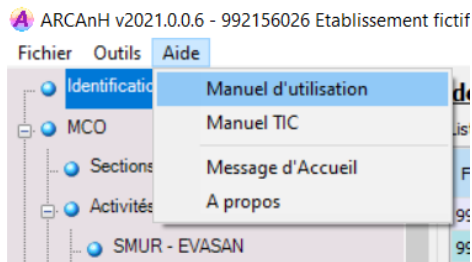 ARCAnH v2021.0.0.6 - 992156026 Etablissement fictif
Fichier Outils Aide
Manuel d'utilisation
MCO
Manuel TIC
Sections
Message d'Accueil
Activités
A propos
SMUR - EVASAN